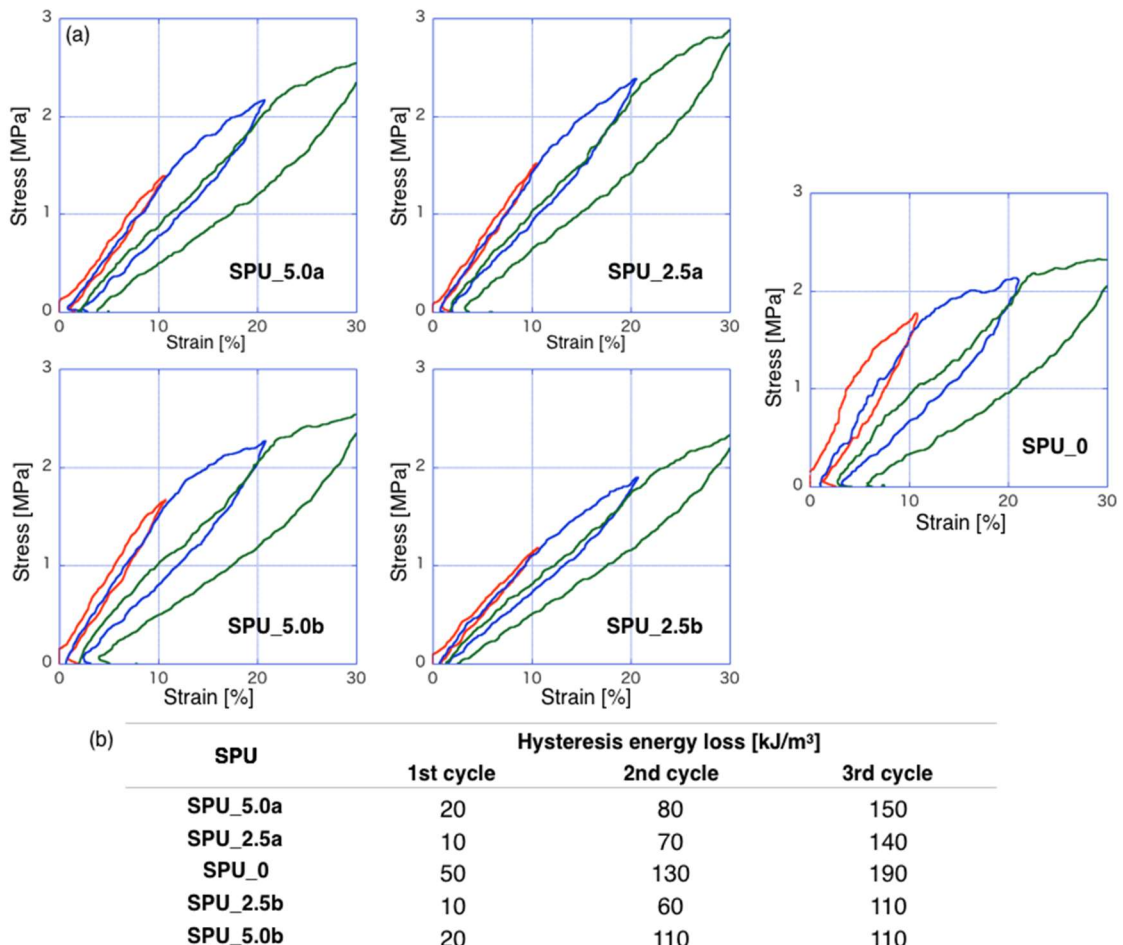 (a)
3
2
1
0
Stress [MPa]
0 10 20 30
Strain [%]
SPU_5.0a
3
2
1
0
Stress [MPa]
0 10 20 30
Strain [%]
SPU_2.5a
3
2
1
0
Stress [MPa]
0 10 20 30
Strain [%]
SPU_0
3
2
1
0
Stress [MPa]
0 10 20 30
Strain [%]
SPU_5.0b
3
2
1
0
Stress [MPa]
0 10 20 30
Strain [%]
SPU_2.5b
(b)
SPU Hysteresis energy loss [kJ/m³]
1st cycle 2nd cycle 3rd cycle
SPU_5.0a 20 80 150
SPU_2.5a 10 70 140
SPU_0 50 130 190
SPU_2.5b 10 60 110
SPU_5.0b 20 110 110